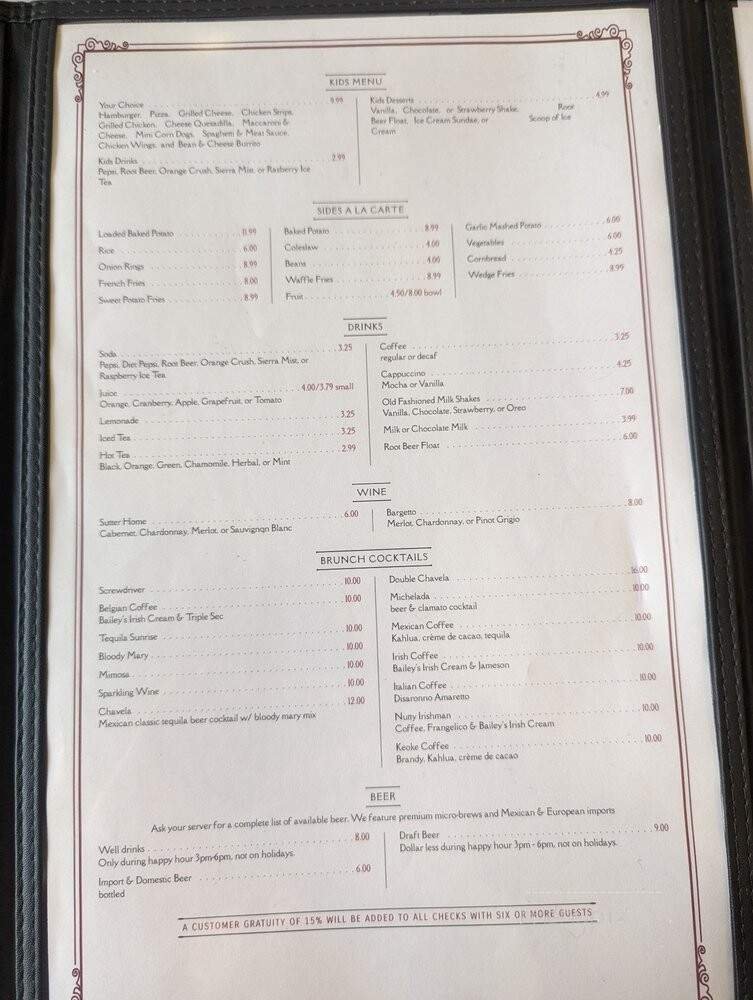 KIDS MENU
Your Choice 9.99
Hamburger, Pizza, Grilled Cheese, Chicken Strips,
Grilled Chicken, Cheese Quesadilla, Maccaroni &
Cheese, Mini Corn Dogs, Spaghetti & Meat Sauce,
Chicken Wings, and Bean & Cheese Burrito
Kids Drinks 2.99
Pepsi, Root Beer, Orange Crush, Sierra Mist, or Rasberry Ice
Tea
Kids Desserts 4.99
Vanilla, Chocolate, or Strawberry Shake, Root
Beer Float, Ice Cream Sundae, or Scoop of Ice
Cream
SIDES A LA CARTE
Loaded Baked Potato 11.99
Rice 6.00
Onion Rings 8.99
French Fries 8.00
Sweet Potato Fries 8.99
Baked Potato 8.99
Coleslaw 4.00
Beans 4.00
Waffle Fries 8.99
Fruit 4.50/8.00 bowl
Garlic Mashed Potato 6.00
Vegetables 6.00
Cornbread 4.25
Wedge Fries 8.99
DRINKS
Soda 3.25
Pepsi, Diet Pepsi, Root Beer, Orange Crush, Sierra Mist, or
Raspberry Ice Tea
Juice 4.00/3.79 small
Orange, Cranberry, Apple, Grapefruit, or Tomato
Lemonade 3.25
Iced Tea 3.25
Hot Tea 2.99
Black, Orange, Green, Chamomile, Herbal, or Mint
Coffee 3.25
regular or decaf
Cappuccino 4.25
Mocha or Vanilla
Old Fashioned Milk Shakes 7.00
Vanilla, Chocolate, Strawberry, or Oreo
Milk or Chocolate Milk 3.99
Root Beer Float 6.00
WINE
Sutter Home 6.00
Cabernet, Chardonnay, Merlot, or Sauvignon Blanc
Bargetto 8.00
Merlot, Chardonnay, or Pinot Grigio
BRUNCH COCKTAILS
Screwdriver 10.00
Belgian Coffee 10.00
Bailey's Irish Cream & Triple Sec
Tequila Sunrise 10.00
Bloody Mary 10.00
Mimosa 10.00
Sparkling Wine 10.00
Chavela 12.00
Mexican classic tequila beer cocktail w/ bloody mary mix
Double Chavela 16.00
Michelada 10.00
beer & clamato cocktail
Mexican Coffee 10.00
Kahlua, crème de cacao, tequila
Irish Coffee 10.00
Bailey's Irish Cream & Jameson
Italian Coffee 10.00
Disaronno Amaretto
Nutty Irishman 10.00
Coffee, Frangelico & Bailey's Irish Cream
Keoke Coffee 10.00
Brandy, Kahlua, crème de cacao
BEER
Ask your server for a complete list of available beer. We feature premium micro-brews and Mexican & European imports
Well drinks 8.00
Only during happy hour 3pm-6pm, not on holidays.
Import & Domestic Beer 6.00
bottled
Draft Beer 9.00
Dollar less during happy hour 3pm - 6pm, not on holidays.
A CUSTOMER GRATUITY OF 15% WILL BE ADDED TO ALL CHECKS WITH SIX OR MORE GUESTS